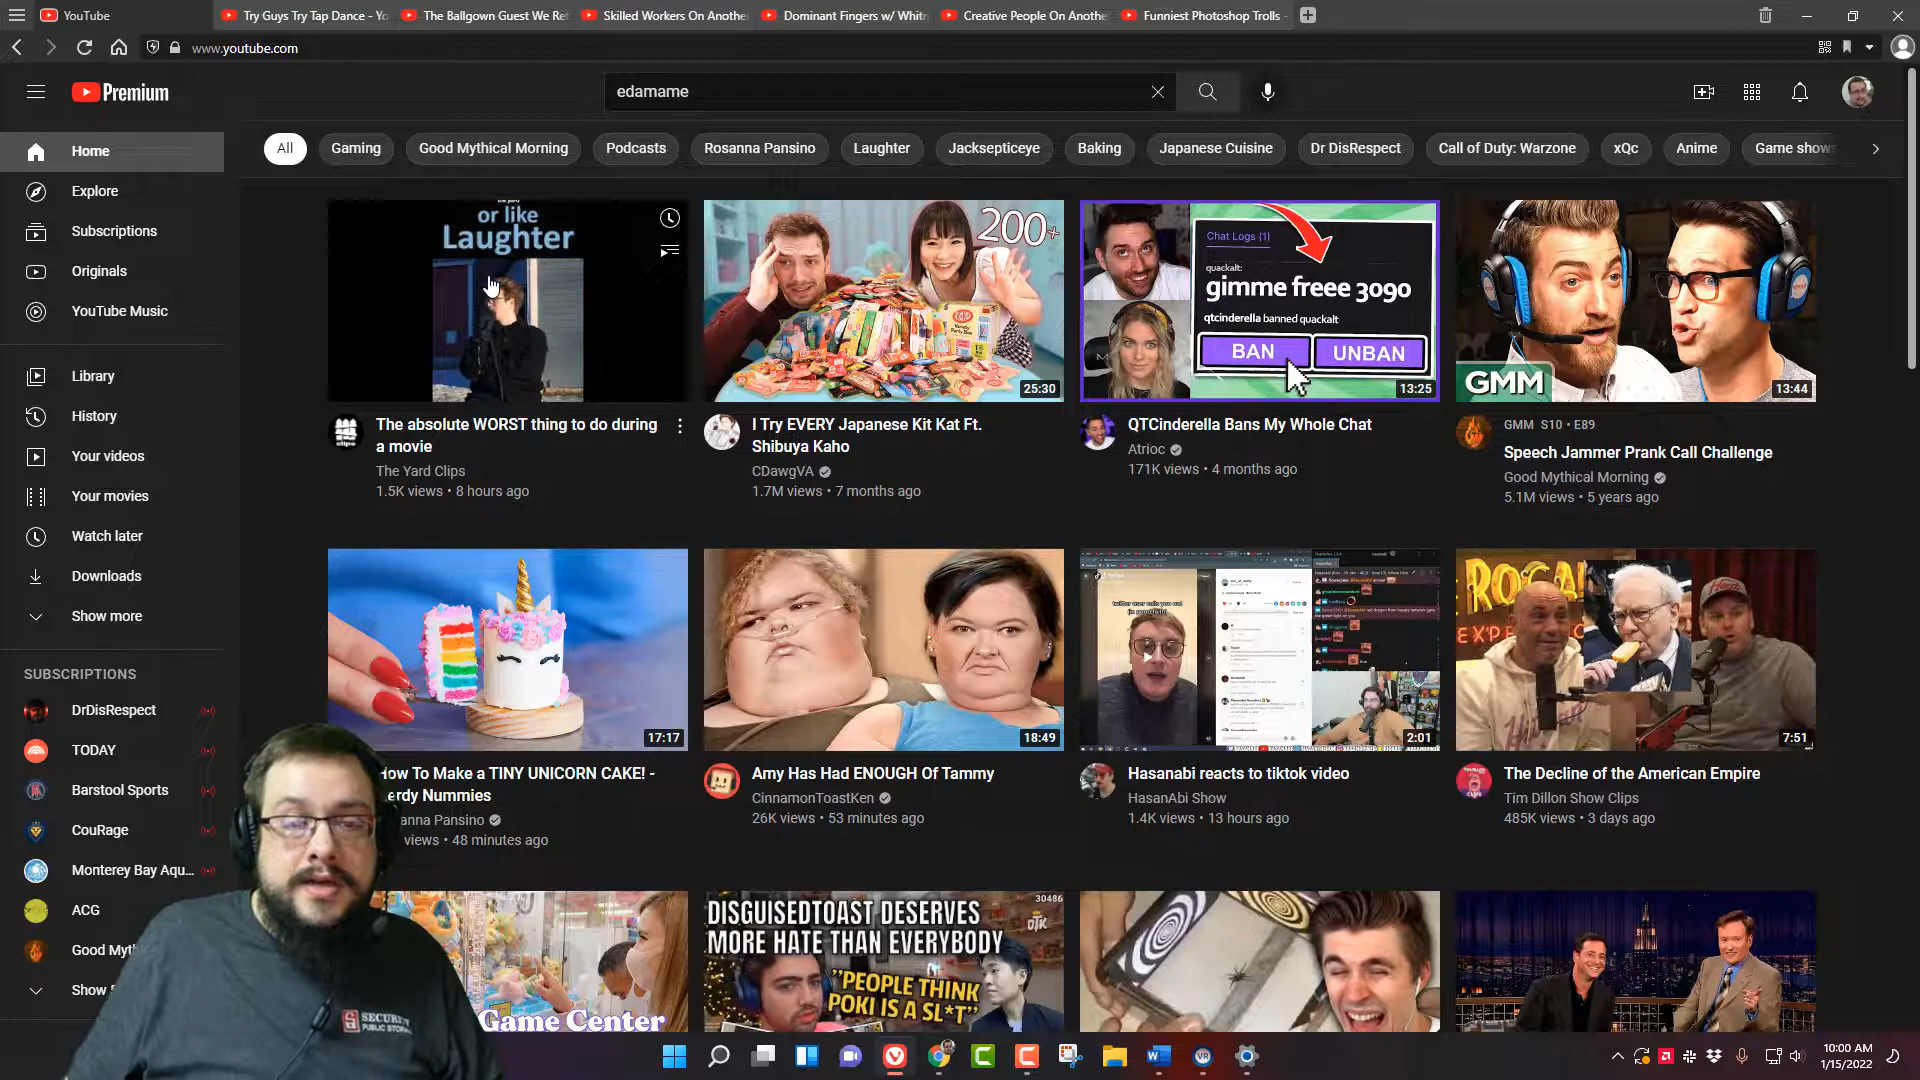 YouTube
Try Guys Try Tap Dance - Yo
The Ballgown Guest We Re
Skilled Workers On Anothe
Dominant Fingers w/ Whitn
Creative People On Anothe
Funniest Photoshop Trolls -
www.youtube.com
Premium
edamame
All
Gaming
Good Mythical Morning
Podcasts
Rosanna Pansino
Laughter
Jacksepticeye
Baking
Japanese Cuisine
Dr DisRespect
Call of Duty: Warzone
xQc
Anime
Game shows
Home
Explore
Subscriptions
Originals
YouTube Music
Library
History
Your videos
Your movies
Watch later
Downloads
Show more
SUBSCRIPTIONS
DrDisRespect
TODAY
Barstool Sports
CouRage
Monterey Bay Aqu...
ACG
Good Myth
Show
or like
Laughter
The absolute WORST thing to do during
a movie
The Yard Clips
1.5K views • 8 hours ago
200+
25:30
I Try EVERY Japanese Kit Kat Ft.
Shibuya Kaho
CDawgVA
1.7M views • 7 months ago
Chat Logs (1)
quackalt:
gimme freee 3090
qtcinderella banned quackalt
BAN
UNBAN
13:25
QTCinderella Bans My Whole Chat
Atrioc
171K views • 4 months ago
GMM
13:44
GMM S10 • E89
Speech Jammer Prank Call Challenge
Good Mythical Morning
5.1M views • 5 years ago
17:17
How To Make a TINY UNICORN CAKE! -
erdy Nummies
anna Pansino
views • 48 minutes ago
18:49
Amy Has Had ENOUGH Of Tammy
CinnamonToastKen
26K views • 53 minutes ago
2:01
Hasanabi reacts to tiktok video
HasanAbi Show
1.4K views • 13 hours ago
ROGA
EXPE
7:51
The Decline of the American Empire
Tim Dillon Show Clips
485K views • 3 days ago
Game Center
DISGUISEDTOAST DESERVES
MORE HATE THAN EVERYBODY
"PEOPLE THINK
POKI IS A SL*T"
30486
OTK
SECURITY
PUBLIC STO
10:00 AM
1/15/2022